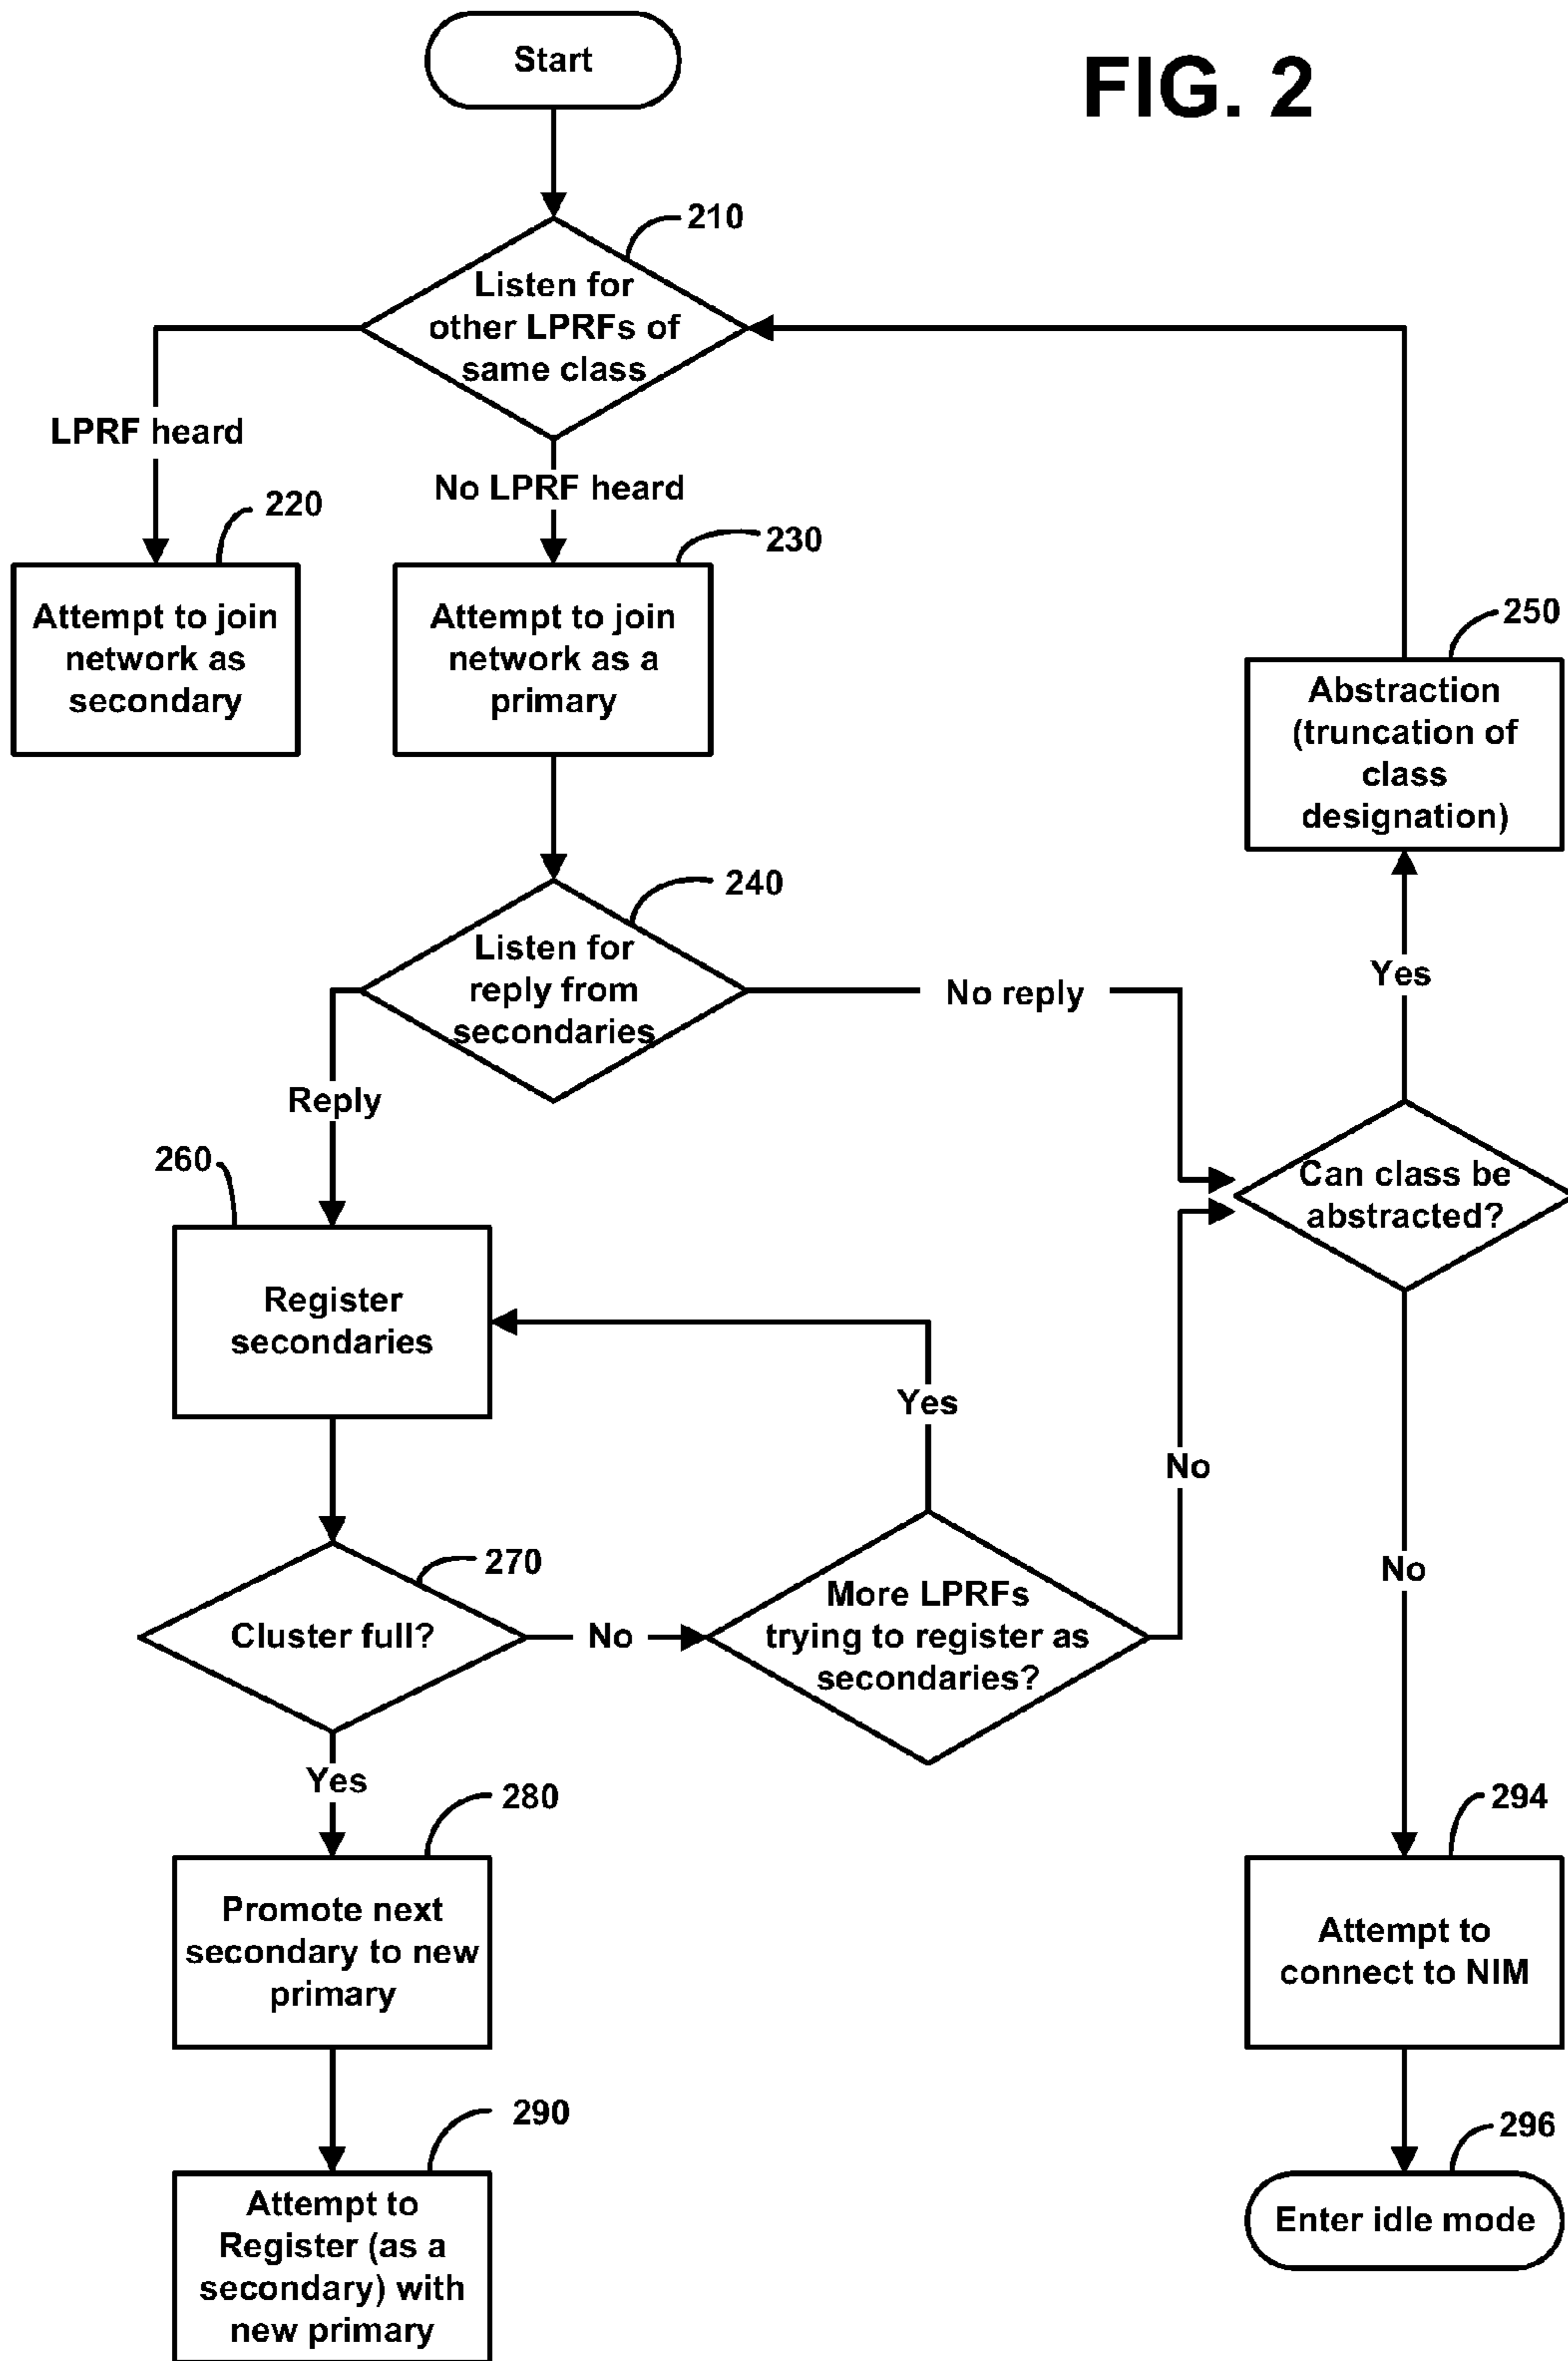 Start
FIG. 2
210
Listen for
other LPRFs of
same class
LPRF heard
No LPRF heard
220
230
Attempt to join
network as
secondary
Attempt to join
network as a
primary
250
Abstraction
(truncation of
class
designation)
240
Listen for
reply from
secondaries
No reply
Yes
Reply
260
Can class be
abstracted?
Register
secondaries
Yes
No
270
Cluster full?
No
More LPRFs
trying to register as
secondaries?
No
Yes
280
Promote next
secondary to new
primary
294
Attempt to
connect to NIM
290
Attempt to
Register (as a
secondary) with
new primary
296
Enter idle mode